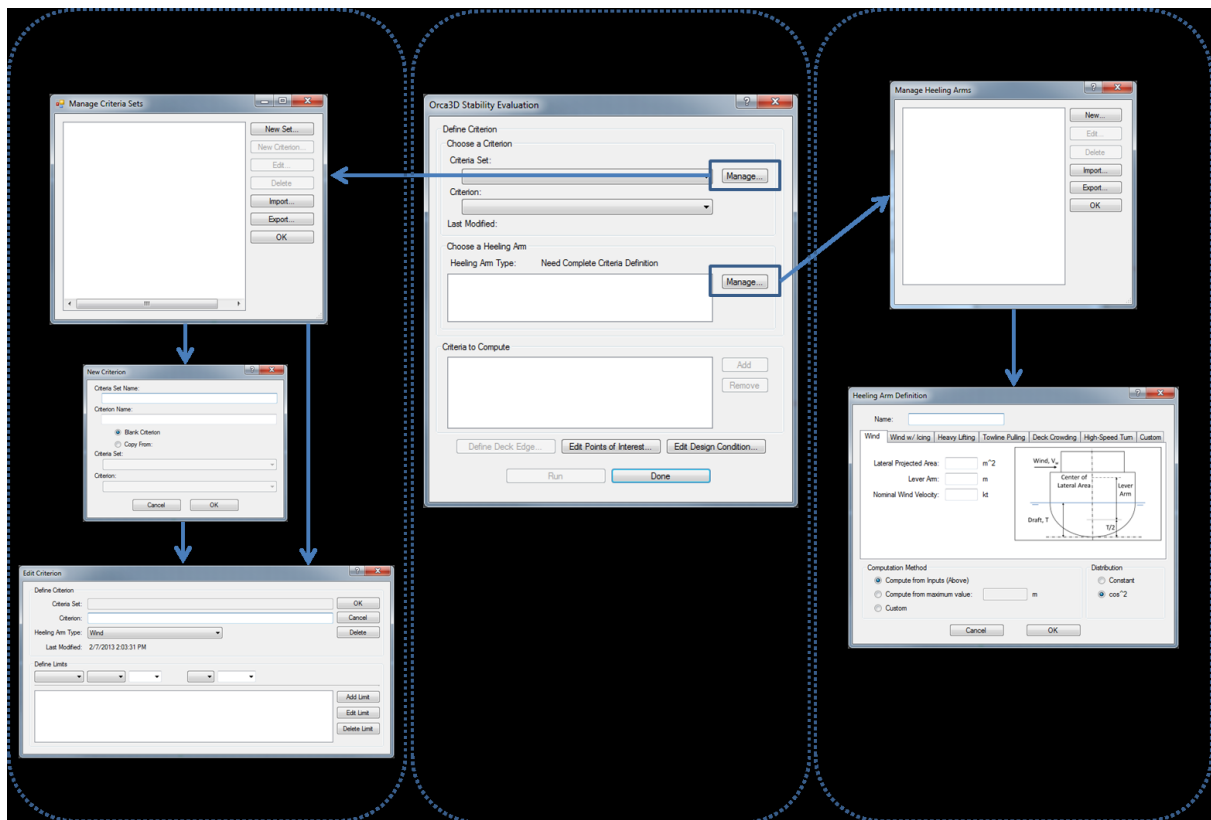 Manage Criteria Sets
New Set...
New Criterion...
Edit...
Delete
Import...
Export...
OK
New Criterion
Criteria Set Name:
Criterion Name:
Blank Criterion
Copy From:
Criteria Set:
Criterion:
Cancel OK
Edit Criterion
Define Criterion
Criteria Set: OK
Criterion: Cancel
Heeling Arm Type: Wind Delete
Last Modified: 2/7/2013 2:03:31 PM
Define Limits
Add Limit
Edit Limit
Delete Limit
Orca3D Stability Evaluation
Define Criterion
Choose a Criterion
Criteria Set:
Manage...
Criterion:
Last Modified:
Choose a Heeling Arm
Heeling Arm Type: Need Complete Criteria Definition
Manage...
Criteria to Compute
Add
Remove
Define Deck Edge... Edit Points of Interest... Edit Design Condition...
Run Done
Manage Heeling Arms
New...
Edit...
Delete
Import...
Export...
OK
Heeling Arm Definition
Name:
Wind Wind w/ Icing Heavy Lifting Towline Pulling Deck Crowding High-Speed Turn Custom
Lateral Projected Area: m^2
Lever Arm: m
Nominal Wind Velocity: kt
Center of
Lateral Area
Lever
Arm
Draft, T
T/2
Computation Method
Compute from Inputs (Above)
Compute from maximum value: m
Custom
Distribution
Constant
cos^2
Cancel OK